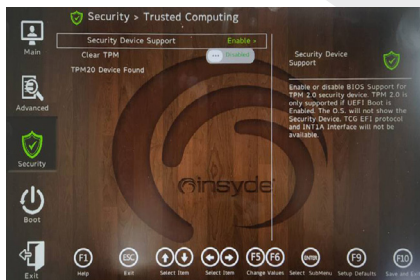 Security > Trusted Computing
Main
Advanced
Security
Boot
Exit
Security Device Support
Enable
Clear TPM
Disabled
TPM20 Device Found
Security Device
Support
Enable or disable BIOS Support for
TPM 2.0 security device. TPM 2.0 is
only supported if UEFI Boot is
Enabled. The O.S. will not show the
Security Device. TCG EFI protocol
and INT1A Interface will not be
available.
insyde
F1
Help
ESC
Exit
Select Item
Select Item
F5 F6
Change Values
ENTER
Select SubMenu
F9
Setup Defaults
F10
Save and Exit